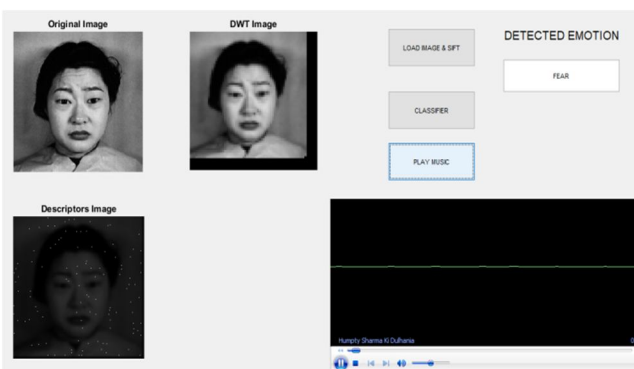 Original Image
DWT Image
LOAD IMAGE & SIFT
DETECTED EMOTION
FEAR
CLASSIFIER
PLAY MUSIC
Descriptors Image
Humpty Sharma Ki Dulhania